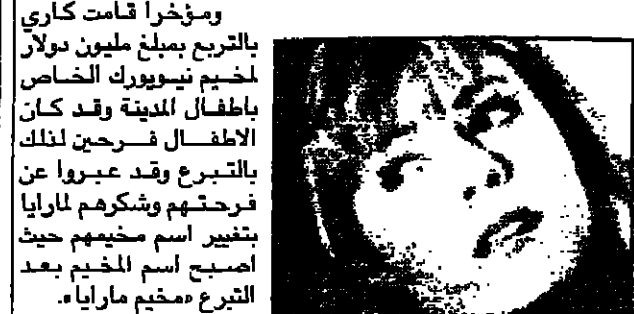 ومؤخرا قامت كاري
بالتربع بمبلغ مليون دولار
لمخيم نيويورك الخاص
باطفال المدينة وقد كان
الاطفال فرحين لذلك
بالتبرع وقد عبروا عن
فرحتهم وشكرهم لمارايا
بتغيير اسم مخيمهم حيث
اصبح اسم المخيم بعد
التبرع «مخيم مارايا».